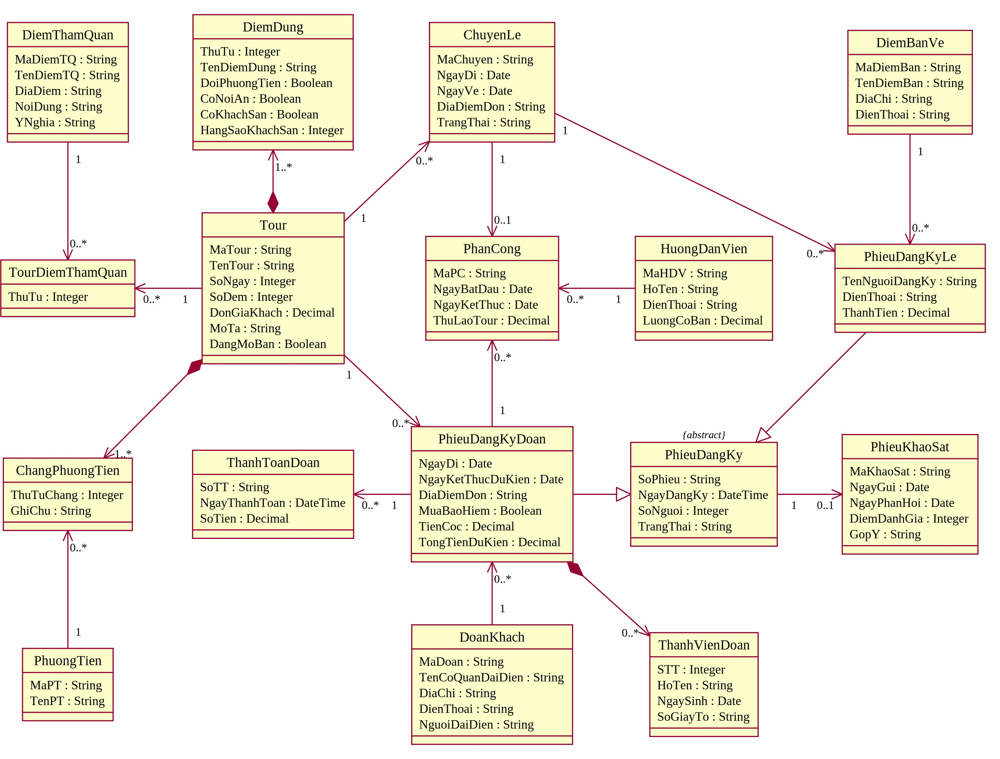 DiemThamQuan
MaDiemTQ : String
TenDiemTQ : String
DiaDiem : String
NoiDung : String
YNghia : String
1
0..*
DiemDung
ThuTu : Integer
TenDiemDung : String
DoiPhuongTien : Boolean
CoNoiAn : Boolean
CoKhachSan : Boolean
HangSaoKhachSan : Integer
1..*
ChuyenLe
MaChuyen : String
NgayDi : Date
NgayVe : Date
DiaDiemDon : String
TrangThai : String
0..*
1
1
0..1
1
0..*
DiemBanVe
MaDiemBan : String
TenDiemBan : String
DiaChi : String
DienThoai : String
1
0..*
TourDiemThamQuan
ThuTu : Integer
0..*
1
Tour
MaTour : String
TenTour : String
SoNgay : Integer
SoDem : Integer
DonGiaKhach : Decimal
MoTa : String
DangMoBan : Boolean
1
0..*
1..*
PhanCong
MaPC : String
NgayBatDau : Date
NgayKetThuc : Date
ThuLaoTour : Decimal
0..*
1
HuongDanVien
MaHDV : String
HoTen : String
DienThoai : String
LuongCoBan : Decimal
0..*
1
PhieuDangKyLe
TenNguoiDangKy : String
DienThoai : String
ThanhTien : Decimal
ChangPhuongTien
ThuTuChang : Integer
GhiChu : String
0..*
1
ThanhToanDoan
SoTT : String
NgayThanhToan : DateTime
SoTien : Decimal
0..*
1
PhieuDangKyDoan
NgayDi : Date
NgayKetThucDuKien : Date
DiaDiemDon : String
MuaBaoHiem : Boolean
TienCoc : Decimal
TongTienDuKien : Decimal
{abstract}
PhieuDangKy
SoPhieu : String
NgayDangKy : DateTime
SoNguoi : Integer
TrangThai : String
1
0..1
PhieuKhaoSat
MaKhaoSat : String
NgayGui : Date
NgayPhanHoi : Date
DiemDanhGia : Integer
GopY : String
0..*
1
0..*
PhuongTien
MaPT : String
TenPT : String
DoanKhach
MaDoan : String
TenCoQuanDaiDien : String
DiaChi : String
DienThoai : String
NguoiDaiDien : String
ThanhVienDoan
STT : Integer
HoTen : String
NgaySinh : Date
SoGiayTo : String